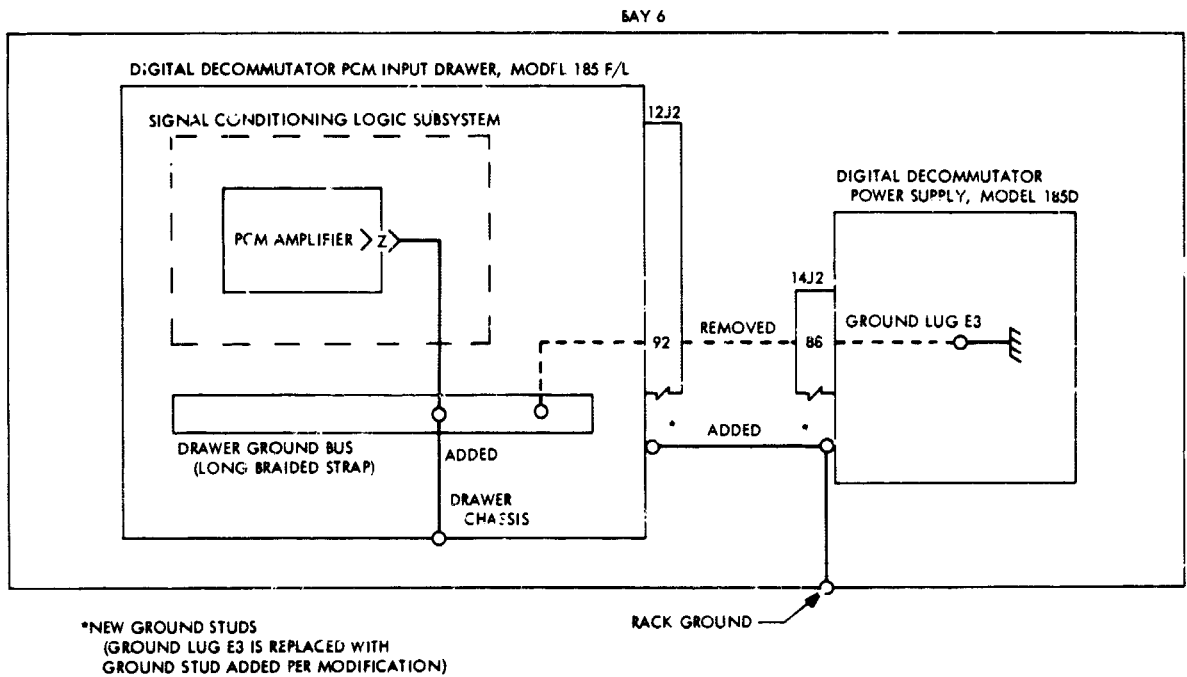 BAY 6
DIGITAL DECOMMUTATOR PCM INPUT DRAWER, MODEL 185 F/L
SIGNAL CONDITIONING LOGIC SUBSYSTEM
12J2
PCM AMPLIFIER
Z
DIGITAL DECOMMUTATOR
POWER SUPPLY, MODEL 185D
14J2
92
REMOVED
86
GROUND LUG E3
*
ADDED
*
DRAWER GROUND BUS
(LONG BRAIDED STRAP)
ADDED
DRAWER
CHASSIS
RACK GROUND
*NEW GROUND STUDS
(GROUND LUG E3 IS REPLACED WITH
GROUND STUD ADDED PER MODIFICATION)